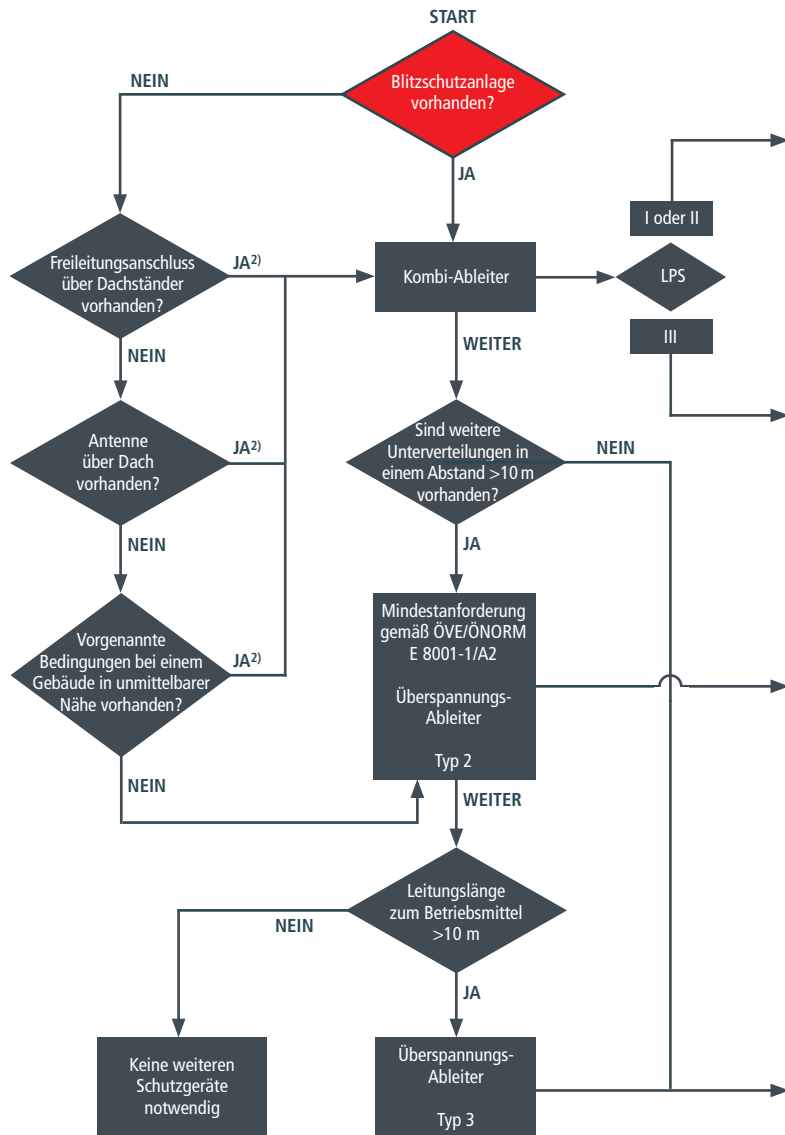 START
Blitzschutzanlage
vorhanden?
NEIN
JA
I oder II
LPS
III
Freileitungsanschluss
über Dachständer
vorhanden?
JA2)
Kombi-Ableiter
NEIN
WEITER
Antenne
über Dach
vorhanden?
JA2)
Sind weitere
Unterverteilungen in
einem Abstand >10 m
vorhanden?
NEIN
NEIN
JA
Vorgenannte
Bedingungen bei einem
Gebäude in unmittelbarer
Nähe vorhanden?
JA2)
Mindestanforderung
gemäß ÖVE/ÖNORM
E 8001-1/A2
Überspannungs-
Ableiter
Typ 2
NEIN
WEITER
Leitungslänge
zum Betriebsmittel
>10 m
NEIN
JA
Keine weiteren
Schutzgeräte
notwendig
Überspannungs-
Ableiter
Typ 3